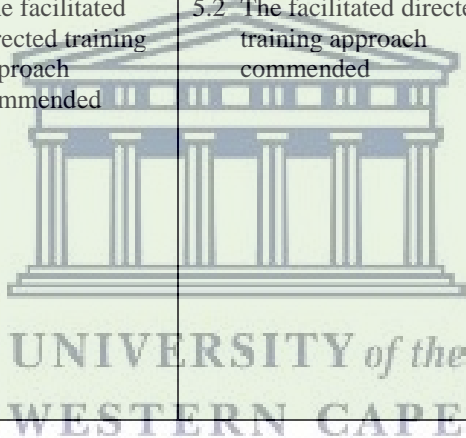 facilitated
rected training
proach
mmended
5.2 The facilitated directe
training approach
commended
UNIVERSITY of the
WESTERN CAPE